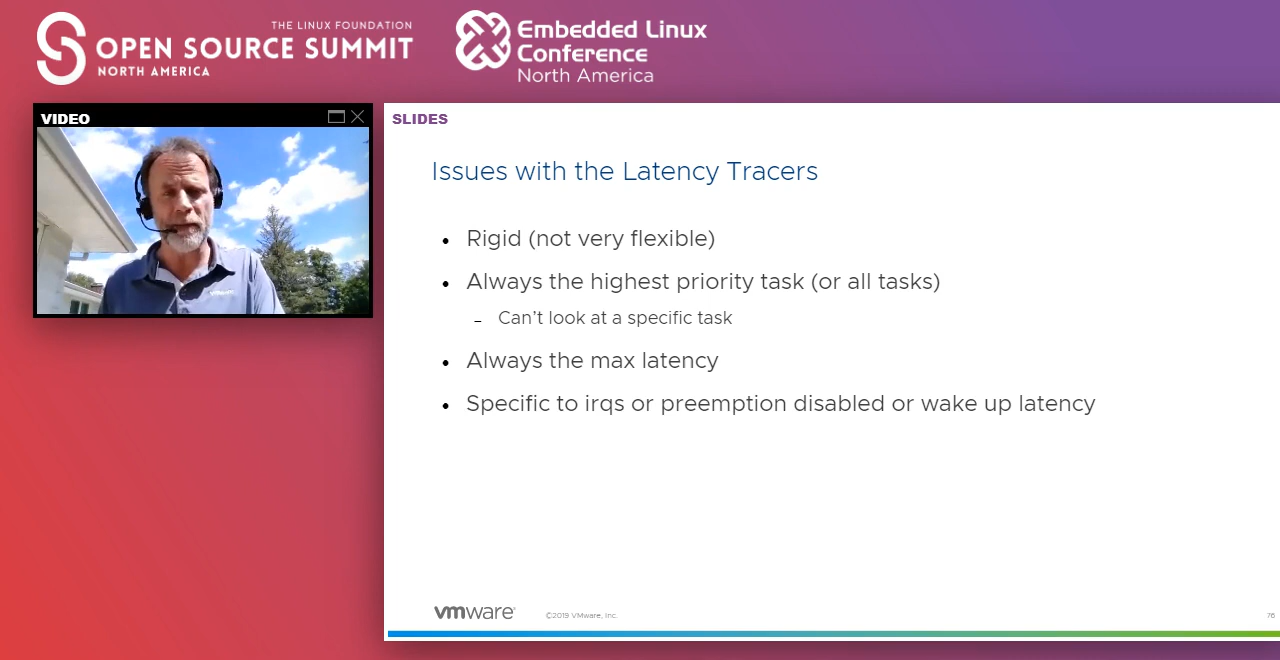 THE LINUX FOUNDATION
OPEN SOURCE SUMMIT
NORTH AMERICA
Embedded Linux
Conference
North America
VIDEO
SLIDES
Issues with the Latency Tracers
• Rigid (not very flexible)
• Always the highest priority task (or all tasks)
– Can't look at a specific task
• Always the max latency
• Specific to irqs or preemption disabled or wake up latency
vmware
©2019 VMware, Inc.
76